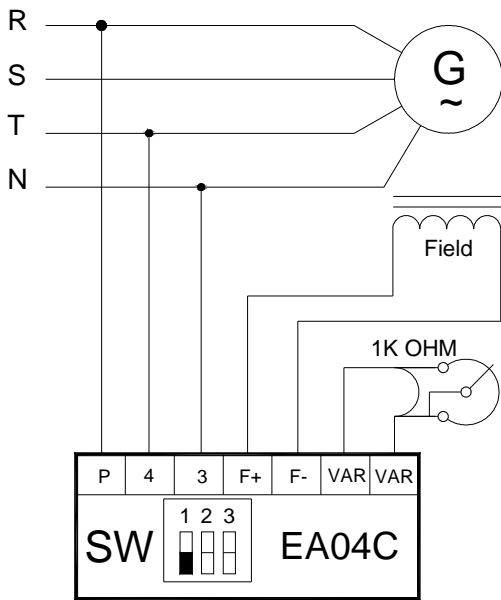 R
S
T
N
G
~
Field
1K OHM
P 4 3 F+ F- VAR VAR
1 2 3
SW EA04C